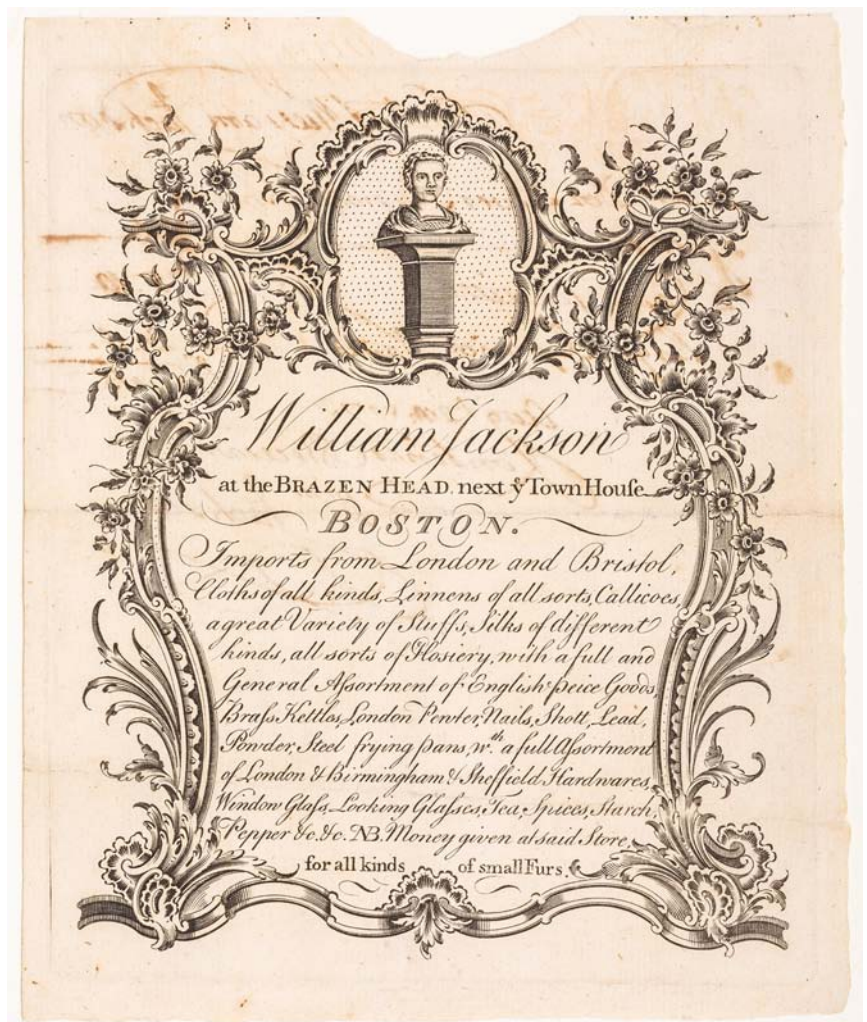 William Jackson
at the BRAZEN HEAD. next yͤ Town Houſe
BOSTON.
Imports from London and Bristol,
Cloths of all kinds, Linnens of all sorts, Callicoes,
a great Variety of Stuffs, Silks of different
kinds, all sorts of Hosiery, with a full and
General Aſsortment of English peice Goods,
Braſs Kettles, London Pewter, Nails, Shott, Lead,
Powder, Steel frying pans, wᵗʰ. a full Aſsortment
of London & Birmingham & Sheffield Hardwares,
Window Glaſs, Looking Glaſses, Tea, Spices, Starch,
Pepper &c. &c. NB. Money given at said Store,
for all kinds of small Furs.